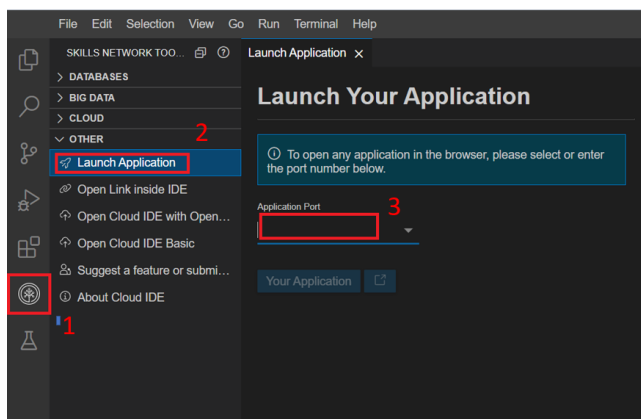 File Edit Selection View Go Run Terminal Help
SKILLS NETWORK TOO...
Launch Application
> DATABASES
> BIG DATA
> CLOUD
OTHER
2
Launch Application
Open Link inside IDE
Open Cloud IDE with Open...
Open Cloud IDE Basic
Suggest a feature or submi...
About Cloud IDE
1
Launch Your Application
To open any application in the browser, please select or enter
the port number below.
Application Port
3
Your Application